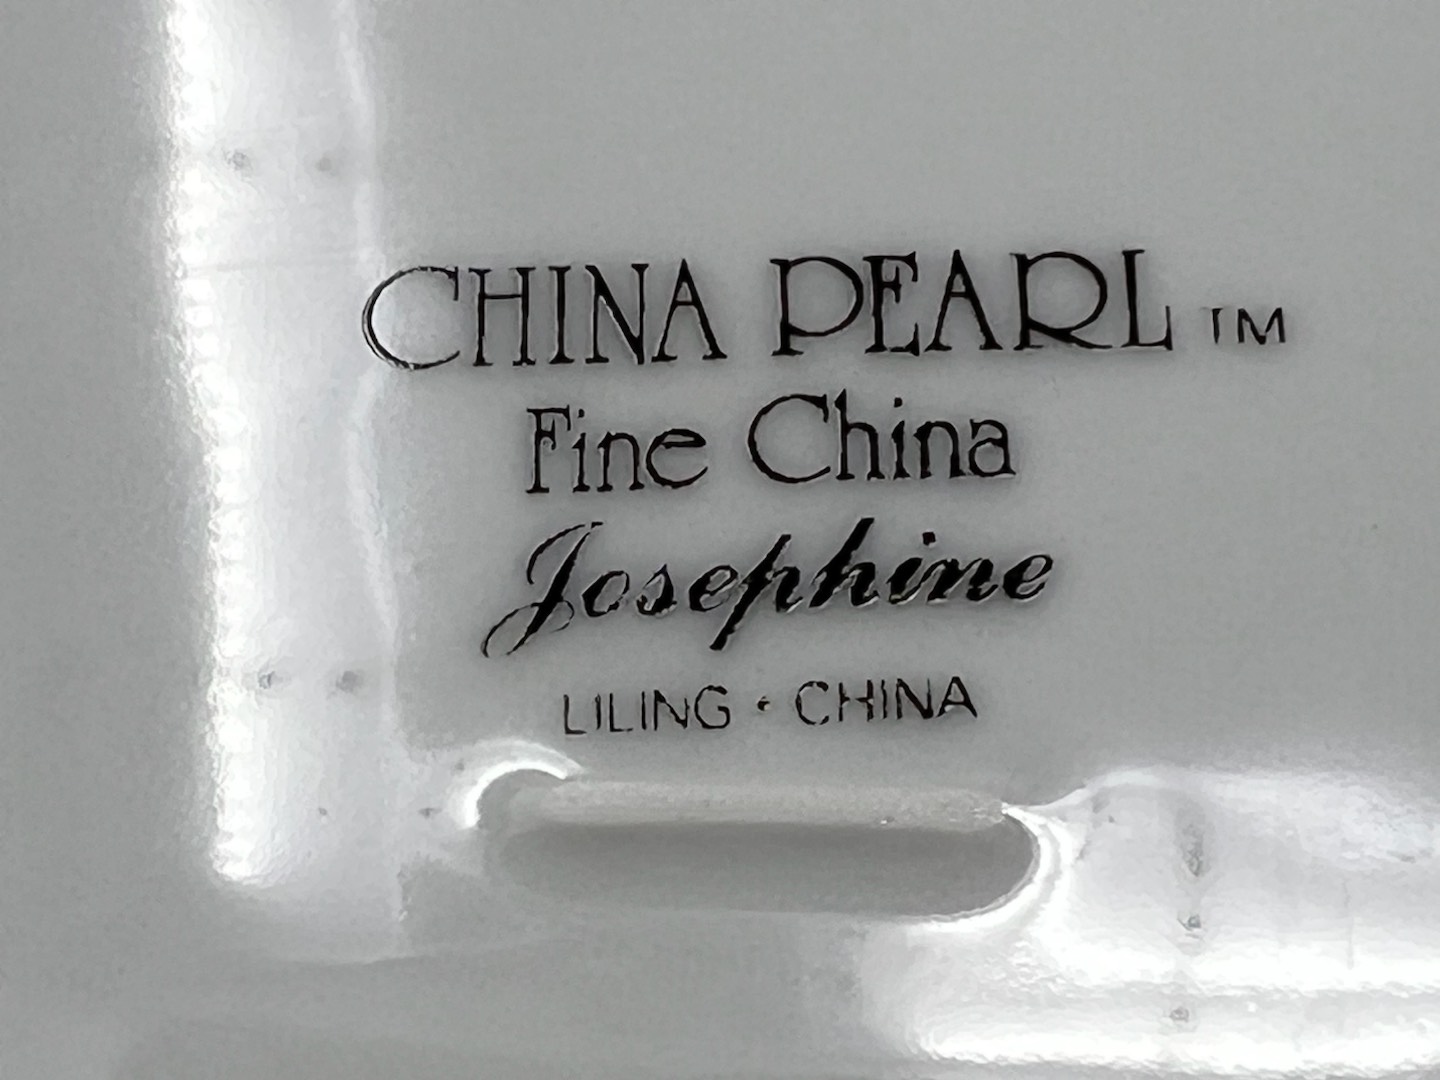 CHINA PEARL TM
Fine China
Josephine
LILING · CHINA